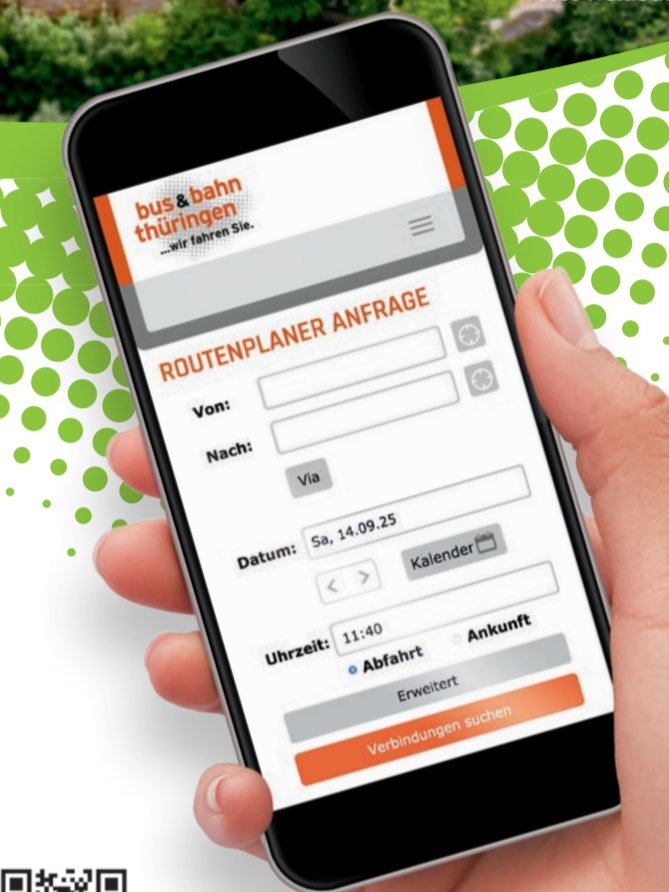 bus&bahn
thüringen
...wir fahren Sie.
ROUTENPLANER ANFRAGE
Von:
Nach:
Via
Datum: Sa, 14.09.25
< > Kalender
Uhrzeit: 11:40
Abfahrt Ankunft
Erweitert
Verbindungen suchen